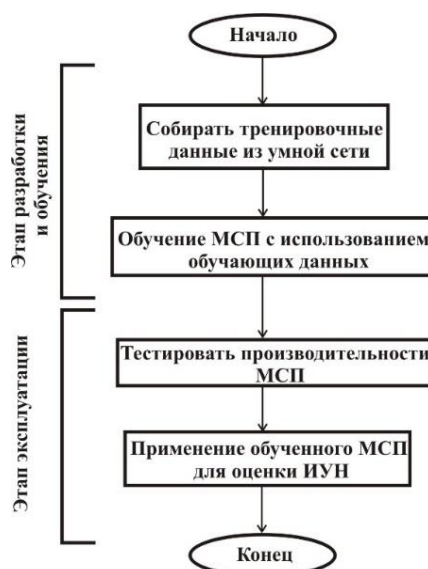 Начало
Этап разработки
и обучения
Собирать тренировочные
данные из умной сети
Обучение МСП с использованием
обучающих данных
Этап эксплуатации
Тестировать производительности
МСП
Применение обученного МСП
для оценки ИУН
Конец